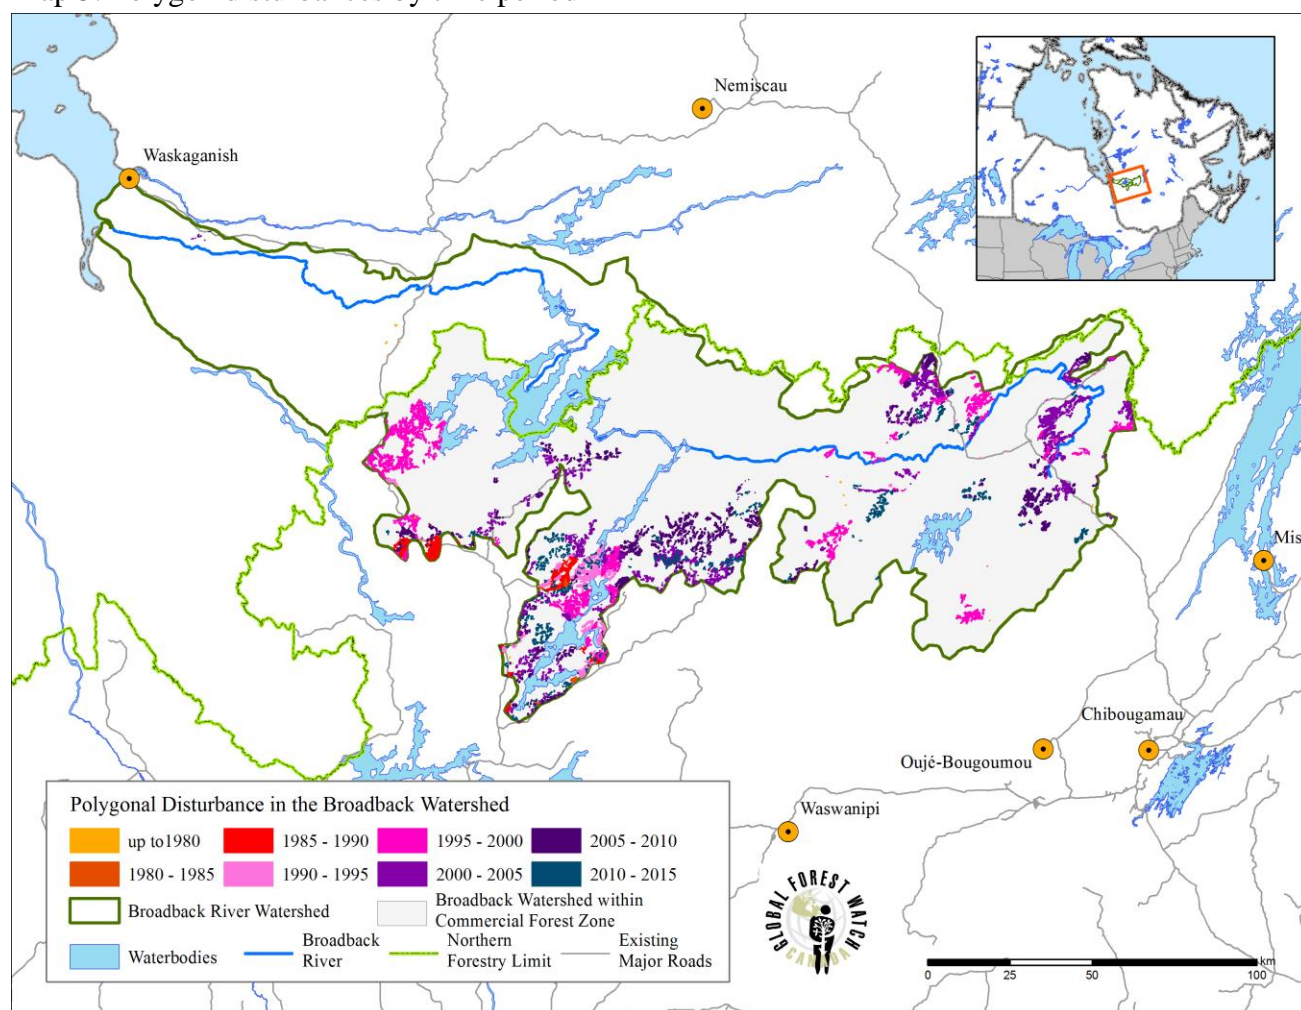 Nemiscau
Waskaganish
Mis
Chibougamau
Oujé-Bougoumou
Waswanipi
Polygonal Disturbance in the Broadback Watershed
up to1980
1985 - 1990
1995 - 2000
2005 - 2010
1980 - 1985
1990 - 1995
2000 - 2005
2010 - 2015
Broadback River Watershed
Broadback Watershed within
Commercial Forest Zone
Waterbodies
Broadback
River
Northern
Forestry Limit
Existing
Major Roads
GLOBAL FOREST WATCH
CANADA
km
0
25
50
100